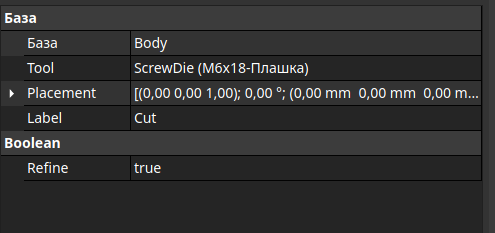 База
База Body
Tool ScrewDie (M6x18-Плашка)
Placement [(0,00 0,00 1,00); 0,00 °; (0,00 mm 0,00 mm 0,00 m...
Label Cut
Boolean
Refine true